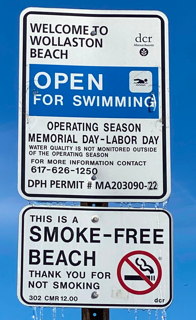 WELCOME TO
WOLLASTON
BEACH
dcr
Massachusetts
OPEN
FOR SWIMMING
OPERATING SEASON
MEMORIAL DAY-LABOR DAY
WATER QUALITY IS NOT MONITORED OUTSIDE
OF THE OPERATING SEASON
FOR MORE INFORMATION CONTACT
617-626-1250
DPH PERMIT # MA203090-22
THIS IS A
SMOKE-FREE
BEACH
THANK YOU FOR
NOT SMOKING
302 CMR 12.00
dcr